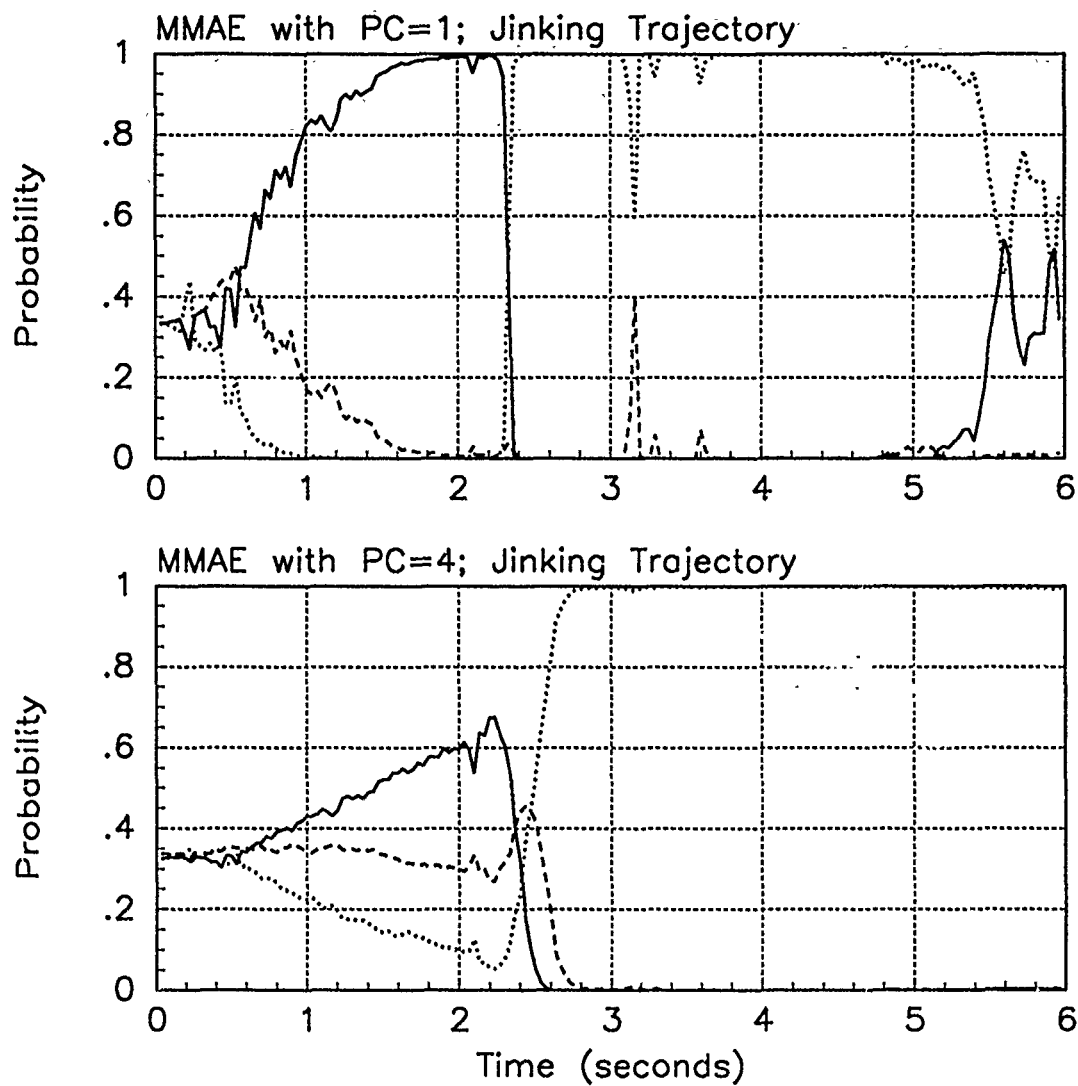 MMAE with PC=1; Jinking Trajectory
1
.8
.6
.4
.2
0
Probability
0 1 2 3 4 5 6
MMAE with PC=4; Jinking Trajectory
1
.8
.6
.4
.2
0
Probability
0 1 2 3 4 5 6
Time (seconds)